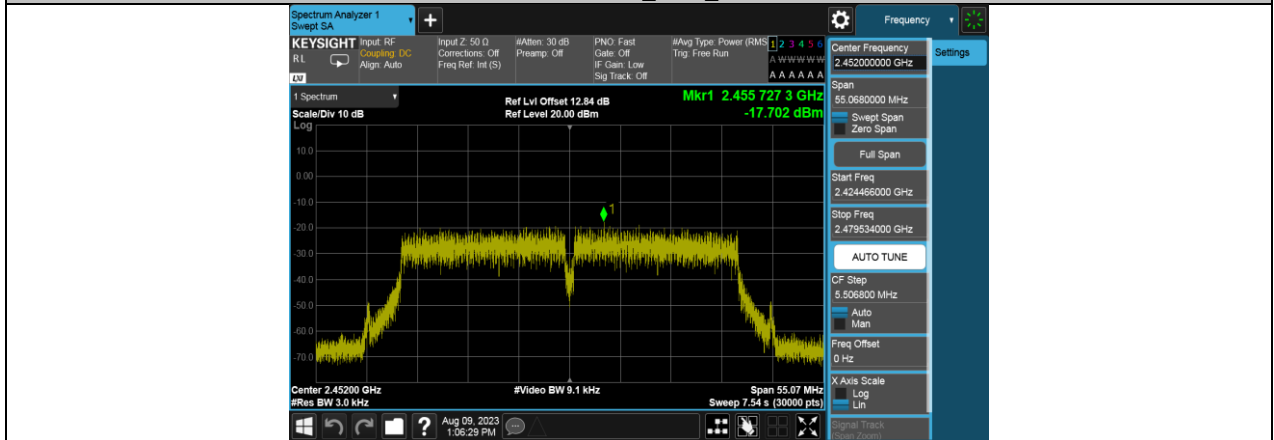 Spectrum Analyzer 1
Swept SA
+
Frequency
KEYSIGHT
RL
LXI
Input: RF
Coupling: DC
Align: Auto
Input Z: 50 Ω
Corrections: Off
Freq Ref: Int (S)
#Atten: 30 dB
Preamp: Off
PNO: Fast
Gate: Off
IF Gain: Low
Sig Track: Off
#Avg Type: Power (RMS
Trig: Free Run
1 2 3 4 5 6
A W W W W W
A A A A A A
Center Frequency
2.452000000 GHz
Settings
Span
55.0680000 MHz
Swept Span
Zero Span
Full Span
Start Freq
2.424466000 GHz
Stop Freq
2.479534000 GHz
AUTO TUNE
CF Step
5.506800 MHz
Auto
Man
Freq Offset
0 Hz
X Axis Scale
Log
Lin
Signal Track
(Span Zoom)
1 Spectrum
Scale/Div 10 dB
Log
Ref Lvl Offset 12.84 dB
Ref Level 20.00 dBm
Mkr1 2.455 727 3 GHz
-17.702 dBm
10.0
0.00
-10.0
1
-20.0
-30.0
-40.0
-50.0
-60.0
-70.0
Center 2.45200 GHz
#Video BW 9.1 kHz
Span 55.07 MHz
#Res BW 3.0 kHz
Sweep 7.54 s (30000 pts)
?
Aug 09, 2023
1:06:29 PM